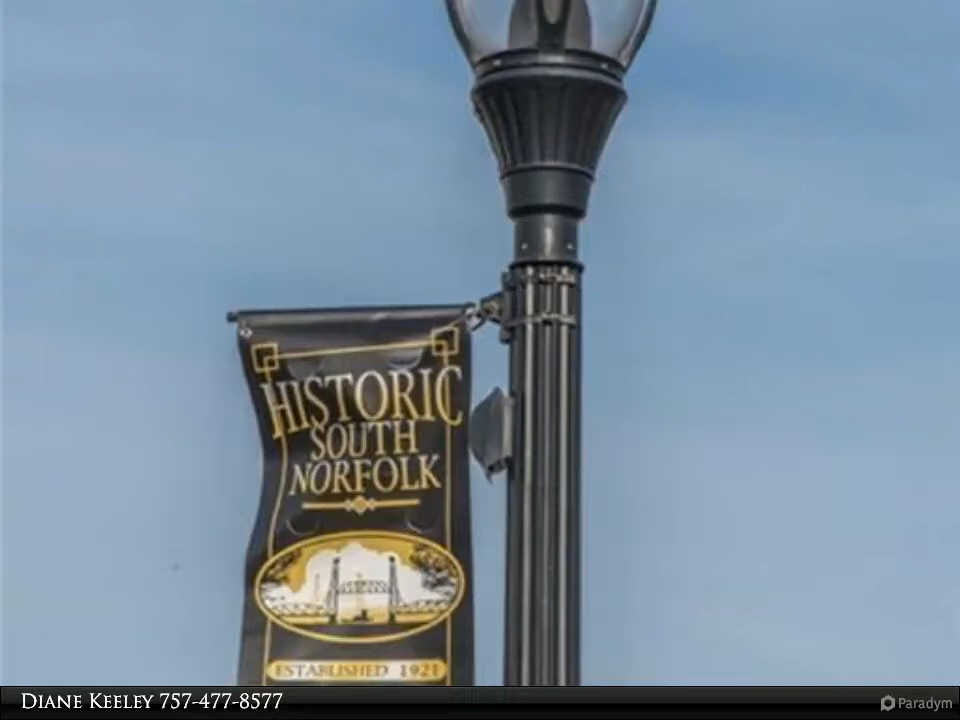 HISTORIC
SOUTH
NORFOLK
ESTABLISHED 1921
DIANE KEELEY 757-477-8577
Paradym